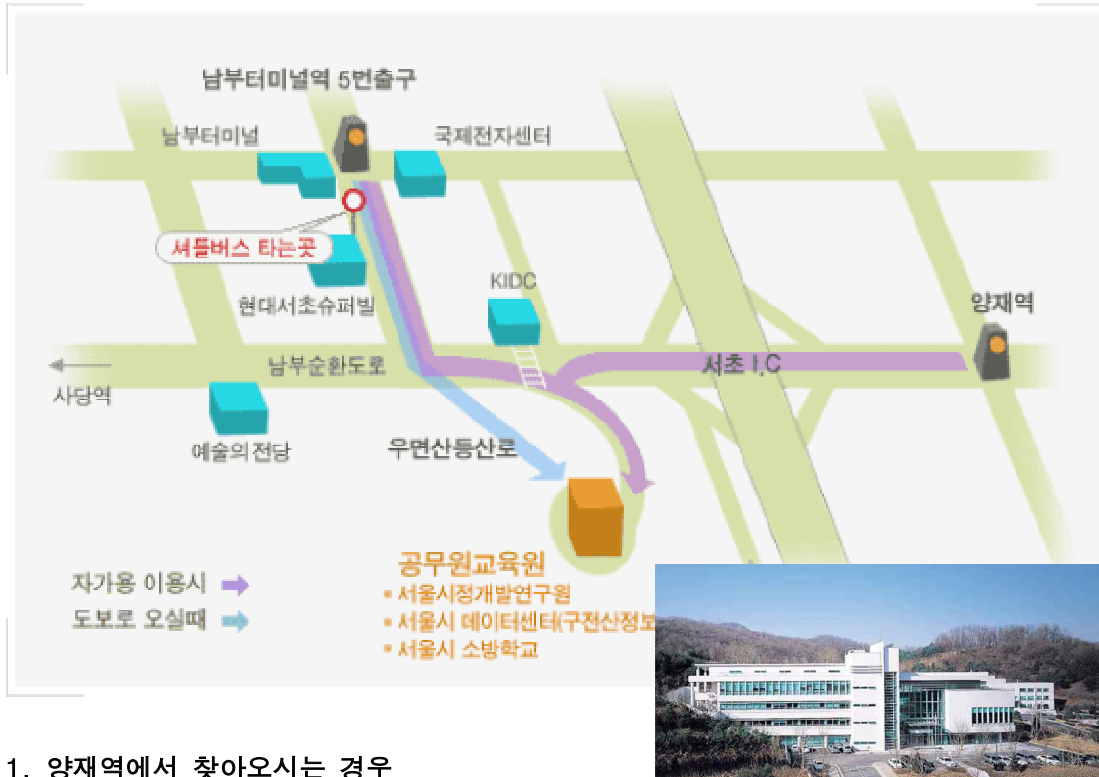 남부터미널역 5번출구
남부터미널
국제전자센터
셔틀버스 타는곳
현대서초슈퍼빌
KIDC
양재역
남부순환도로
서초 I.C
사당역
예술의전당
우면산등산로
공무원교육원
• 서울시정개발연구원
• 서울시 데이터센터(구전산정보
• 서울시 소방학교
자가용 이용시
도보로 오실때
1. 양재역에서 찾아오시는 경우